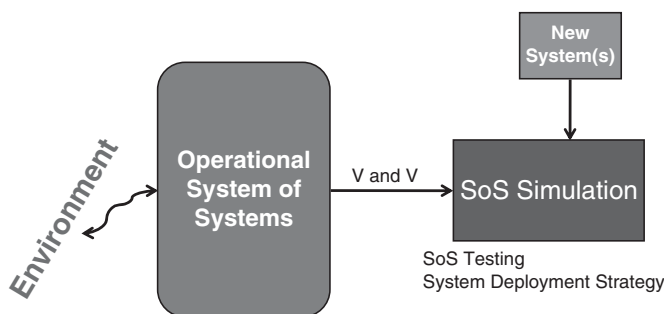 New
System(s)
Environment
Operational
System of
Systems
V and V
SoS Simulation
SoS Testing
System Deployment Strategy